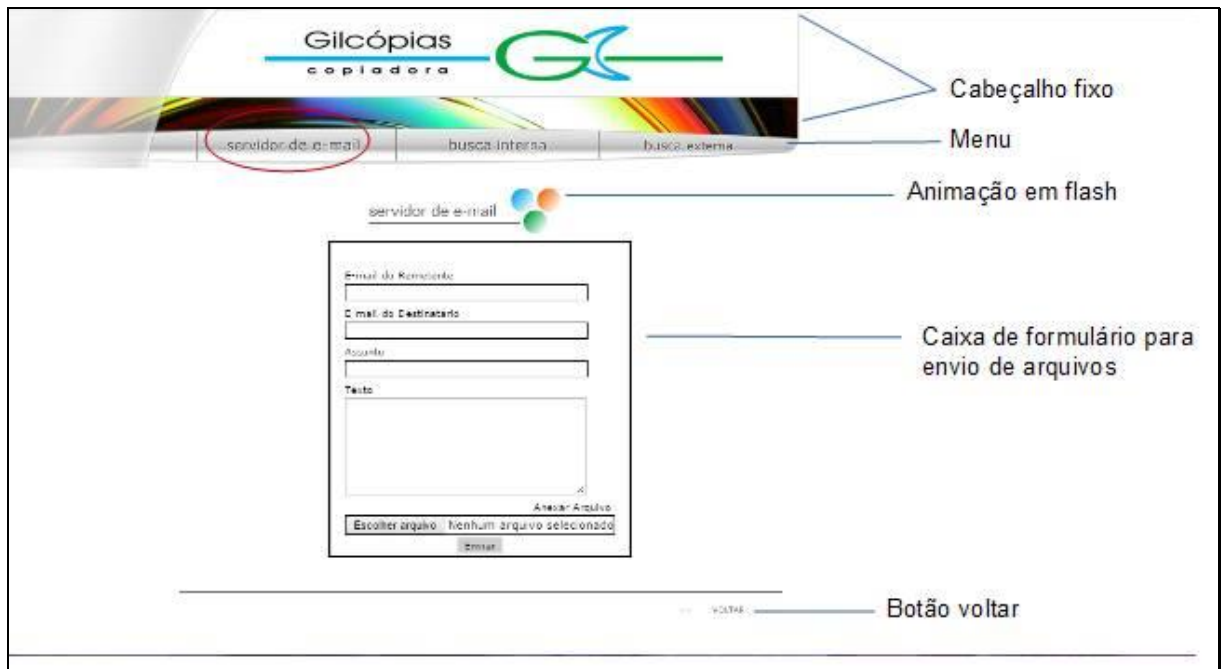 Gilcópias
copiadora
Cabeçalho fixo
servidor de e-mail
busca interna
busca externa
Menu
servidor de e-mail
Animação em flash
E-mail do Remetente
E-mail do Destinatario
Assunto
Caixa de formulário para
envio de arquivos
Texto
Anexar Arquivo
Escolher arquivo Nenhum arquivo selecionado
Enviar
VOLTAR
Botão voltar